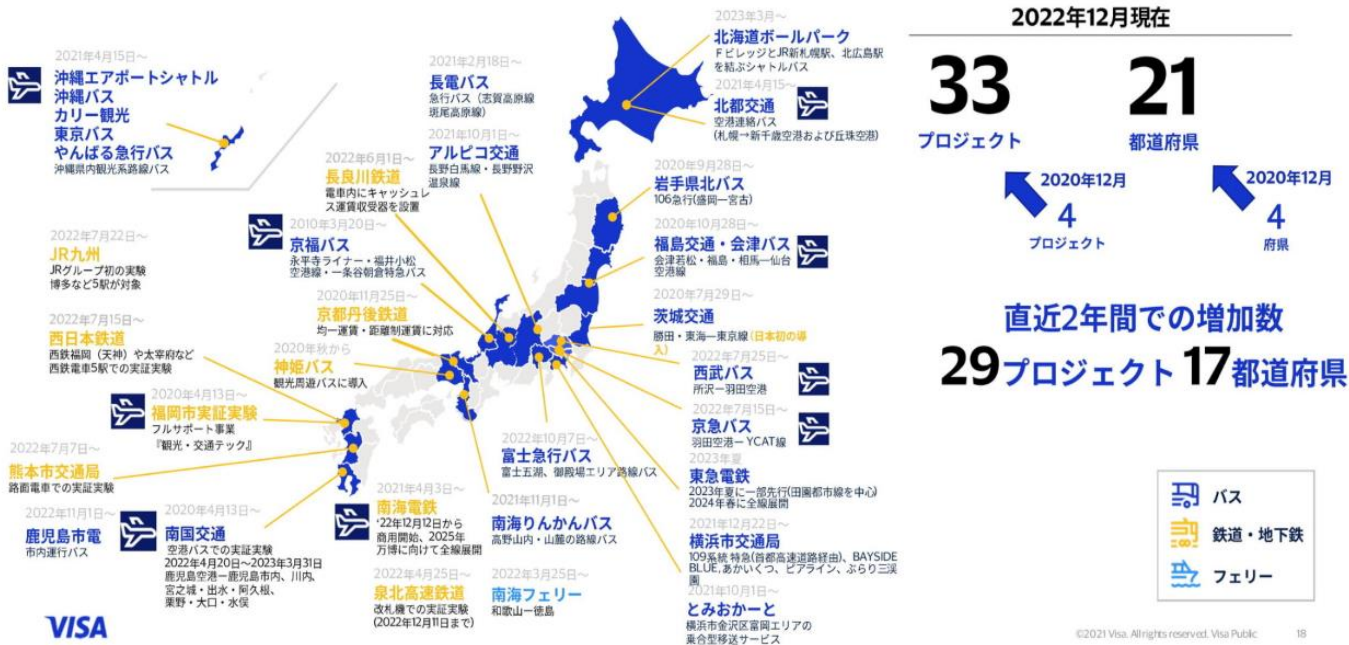 2021年4月15日～
沖縄エアポートシャトル
沖縄バス
カリー観光
東京バス
やんばる急行バス
沖縄県内観光系路線バス
2021年2月18日～
長電バス
急行バス（志賀高原線
斑尾高原線）
2021年10月1日～
アルピコ交通
長野白馬線・長野野沢
温泉線
2022年6月1日～
長良川鉄道
電車内にキャッシュレ
ス運賃収受器を設置
2010年3月20日～
京福バス
永平寺ライナー・福井小松
空港線・一条谷朝倉特急バス
2022年7月22日～
JR九州
JRグループ初の実験
博多など5駅が対象
2020年11月25日～
京都丹後鉄道
均一運賃・距離制運賃に対応
2022年7月15日～
西日本鉄道
西鉄福岡（天神）や太宰府など
西鉄電車5駅での実証実験
2020年秋から
神姫バス
観光周遊バスに導入
2020年4月13日～
福岡市実証実験
フルサポート事業
『観光・交通テック』
2022年7月7日～
熊本市交通局
路面電車での実証実験
2022年11月1日～
鹿児島市電
市内運行バス
2020年4月13日～
南国交通
空港バスでの実証実験
2022年4月20日～2023年3月31日
鹿児島空港ー鹿児島市内、川内、
宮之城・出水・阿久根、
栗野・大口・水俣
2021年4月3日～
南海電鉄
'22年12月12日から
商用開始、2025年
万博に向けて全線展開
2022年4月25日～
泉北高速鉄道
改札機での実証実験
(2022年12月11日まで)
2022年10月7日～
富士急行バス
富士五湖、御殿場エリア路線バス
2021年11月1日～
南海りんかんバス
高野山内・山麓の路線バス
2022年3月25日～
南海フェリー
和歌山ー徳島
2023年3月～
北海道ボールパーク
FビレッジとJR新札幌駅、北広島駅
を結ぶシャトルバス
2021年4月15～
北都交通
空港連絡バス
(札幌→新千歳空港および丘珠空港)
2020年9月28日～
岩手県北バス
106急行(盛岡ー宮古)
2020年10月28日～
福島交通・会津バス
会津若松・福島・相馬ー仙台
空港線
2020年7月29日～
茨城交通
勝田・東海ー東京線(日本初の導
入)
2022年7月25日～
西武バス
所沢ー羽田空港
2022年7月15日～
京急バス
羽田空港ー YCAT線
2023年夏
東急電鉄
2023年夏に一部先行(田園都市線を中心)
2024年春に全線展開
2021年12月22日～
横浜市交通局
109系統 特急(首都高速道路経由)、BAYSIDE
BLUE, あかいくつ、ピアライン、ぶらり三渓
園
2021年10月1日～
とみおかーと
横浜市金沢区富岡エリアの
乗合型移送サービス
2022年12月現在
33
プロジェクト
21
都道府県
2020年12月
4
プロジェクト
2020年12月
4
府県
直近2年間での増加数
29プロジェクト 17都道府県
バス
鉄道・地下鉄
フェリー
VISA
©2021 Visa. All rights reserved. Visa Public
18